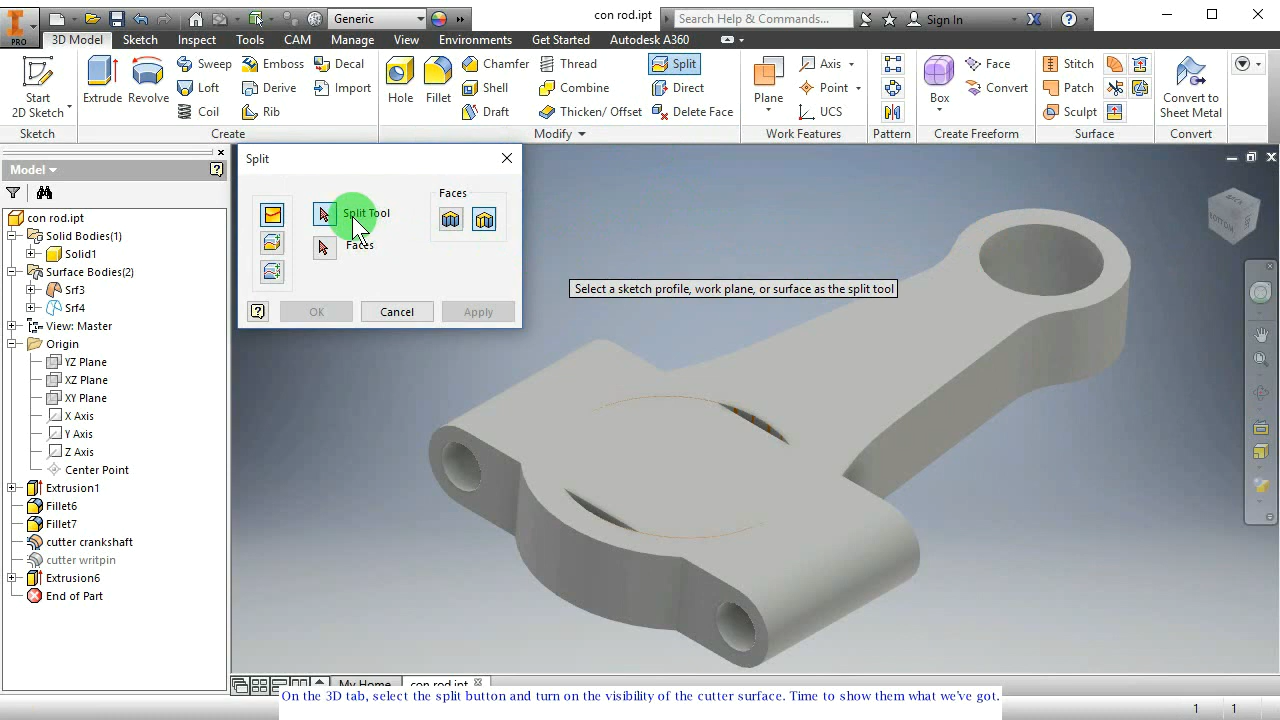 PRO
Generic
con rod.ipt
Search Help & Commands...
Sign In
3D Model Sketch Inspect Tools CAM Manage View Environments Get Started Autodesk A360
Start
2D Sketch
Extrude
Revolve
Sweep
Loft
Coil
Emboss
Derive
Rib
Decal
Import
Hole
Fillet
Chamfer
Shell
Draft
Thread
Combine
Thicken/ Offset
Split
Direct
Delete Face
Plane
Axis
Point
UCS
Box
Face
Convert
Stitch
Patch
Sculpt
Convert to
Sheet Metal
Sketch Create Modify Work Features Pattern Create Freeform Surface Convert
Model
con rod.ipt
Solid Bodies(1)
Solid1
Surface Bodies(2)
Srf3
Srf4
View: Master
Origin
YZ Plane
XZ Plane
XY Plane
X Axis
Y Axis
Z Axis
Center Point
Extrusion1
Fillet6
Fillet7
cutter crankshaft
cutter writpin
Extrusion6
End of Part
Split
Split Tool
Faces
Faces
OK Cancel Apply
Select a sketch profile, work plane, or surface as the split tool
BACK
BOTTOM
My Home con rod.ipt
On the 3D tab, select the split button and turn on the visibility of the cutter surface. Time to show them what we've got.
1 1